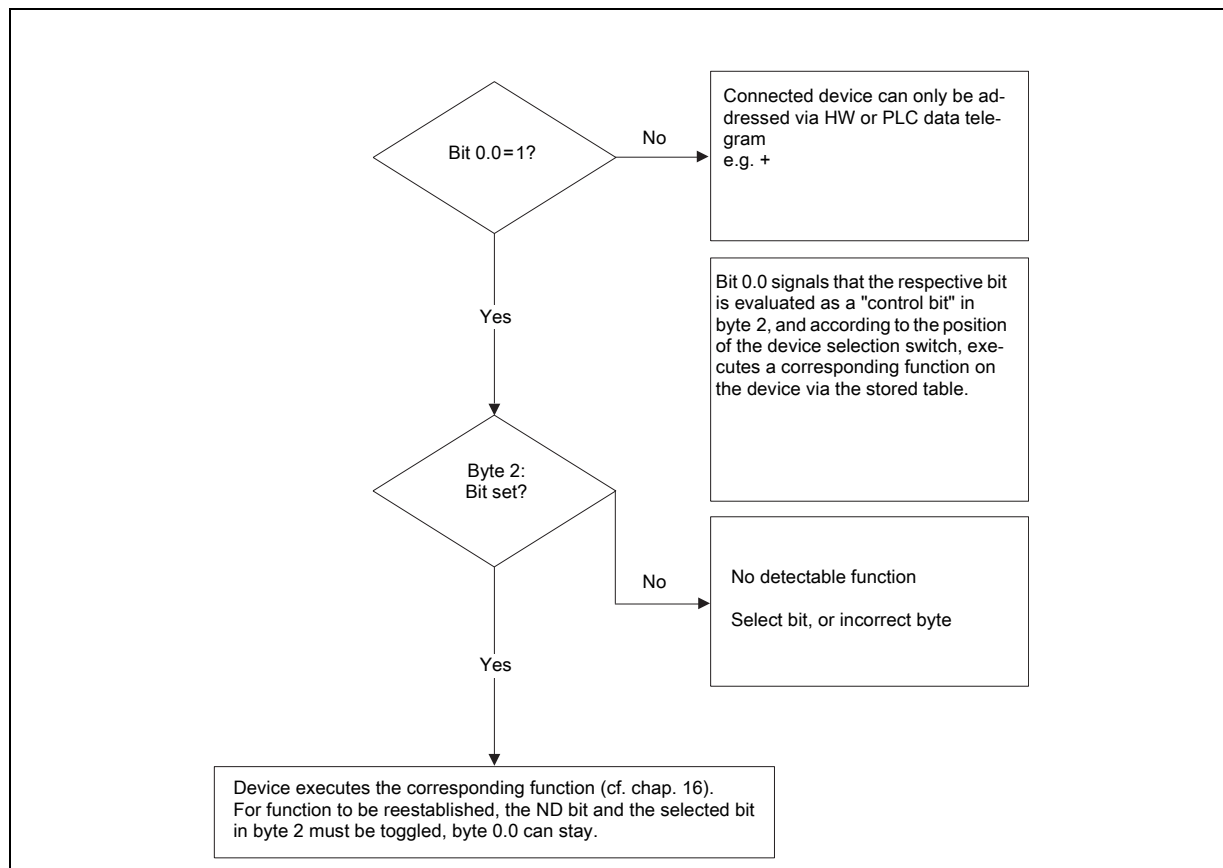 Bit 0.0=1?
No
Connected device can only be ad-
dressed via HW or PLC data tele-
gram
e.g. +
Yes
Bit 0.0 signals that the respective bit
is evaluated as a "control bit" in
byte 2, and according to the position
of the device selection switch, exe-
cutes a corresponding function on
the device via the stored table.
Byte 2:
Bit set?
No
No detectable function
Select bit, or incorrect byte
Yes
Device executes the corresponding function (cf. chap. 16).
For function to be reestablished, the ND bit and the selected bit
in byte 2 must be toggled, byte 0.0 can stay.